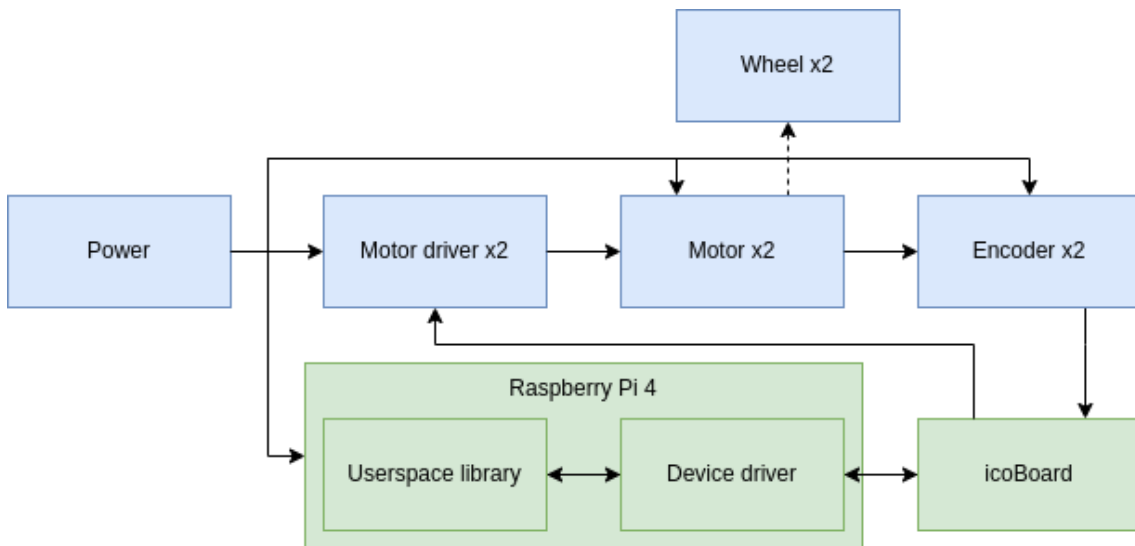 Wheel x2
Power
Motor driver x2
Motor x2
Encoder x2
Raspberry Pi 4
Userspace library
Device driver
icoBoard